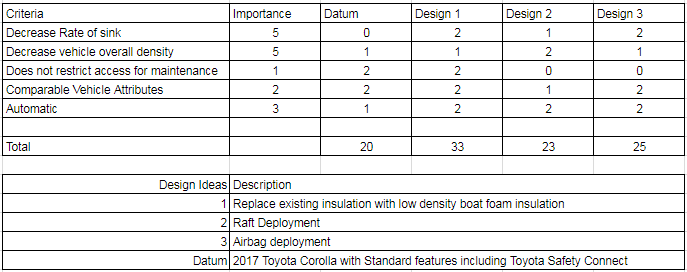 Criteria Importance Datum Design 1 Design 2 Design 3
Decrease Rate of sink 5 0 2 1 2
Decrease vehicle overall density 5 1 1 2 1
Does not restrict access for maintenance 1 2 2 0 0
Comparable Vehicle Attributes 2 2 2 1 2
Automatic 3 1 2 2 2
Total 20 33 23 25
Design Ideas Description
1 Replace existing insulation with low density boat foam insulation
2 Raft Deployment
3 Airbag deployment
Datum 2017 Toyota Corolla with Standard features including Toyota Safety Connect